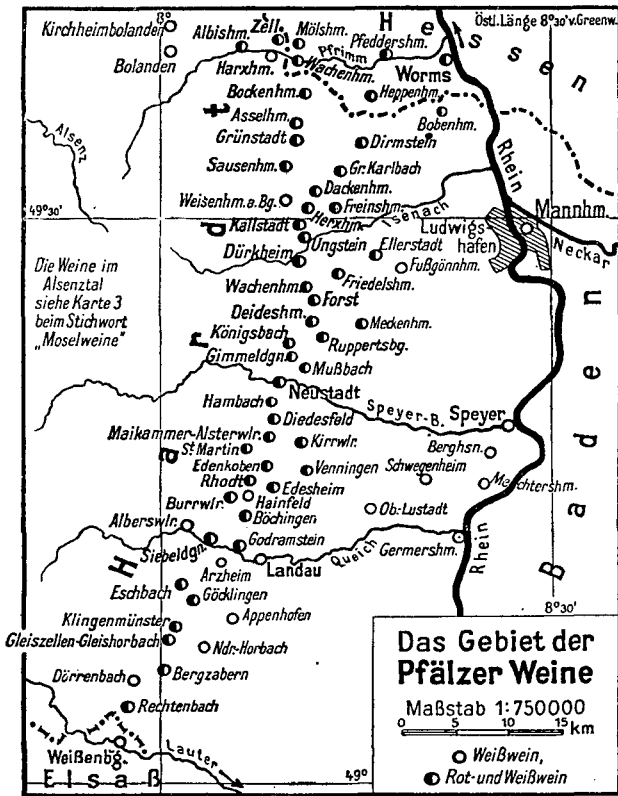 Kirchheimbolanden
8°
Zell.
H e s s e n
Östl. Länge 8°30' v. Greenw.
Albishm.
Mölshm.
Pfrimm
Pfeddershm.
Bolanden
Harxhm.
Wachenhm.
Worms
Bockenhm.
Heppenhm.
Asselhm.
Bobenhm.
Alsenz
Grünstadt
Dirmstein
Rhein
Sausenhm.
Gr. Karlbach
Dackenhm.
Weisenhm. a. Bg.
Freinshm.
49°30'
Herxhm.
Isenach
Mannhm.
Kallstadt
Ludwigs-
hafen
Ungstein
Ellerstadt
Neckar
Dürkheim
Fußgönnhm.
Die Weine im
Alsenztal
siehe Karte 3
beim Stichwort
„Moselweine"
Friedelshm.
Wachenhm.
Forst
Deideshm.
Meckenhm.
Königsbach
Ruppertsbg.
Gimmeldgn.
Mußbach
Neustadt
Hambach
Speyer-B.
Speyer
Diedesfeld
Maikammer-Alsterwlr.
Kirrwlr.
St Martin
Berghsn.
Edenkoben
Venningen
Schwegenheim
Rhodt
Edesheim
Mechtershm.
Burrwlr.
Hainfeld
Böchingen
Ob.-Lustadt
Alberswlr.
Godramstein
Siebeldgn.
Queich
Germershm.
Landau
Rhein
Arzheim
Eschbach
Göcklingen
H a r d t
B a d e n
8°30'
Appenhofen
Klingenmünster
Gleiszellen-Gleishorbach
Ndr.-Horbach
Dörrenbach
Bergzabern
Rechtenbach
Weißenbg.
Lauter
Elsaß
49°
Das Gebiet der
Pfälzer Weine
Maßstab 1:750000
0 5 10 15
km
Weißwein,
Rot- und Weißwein